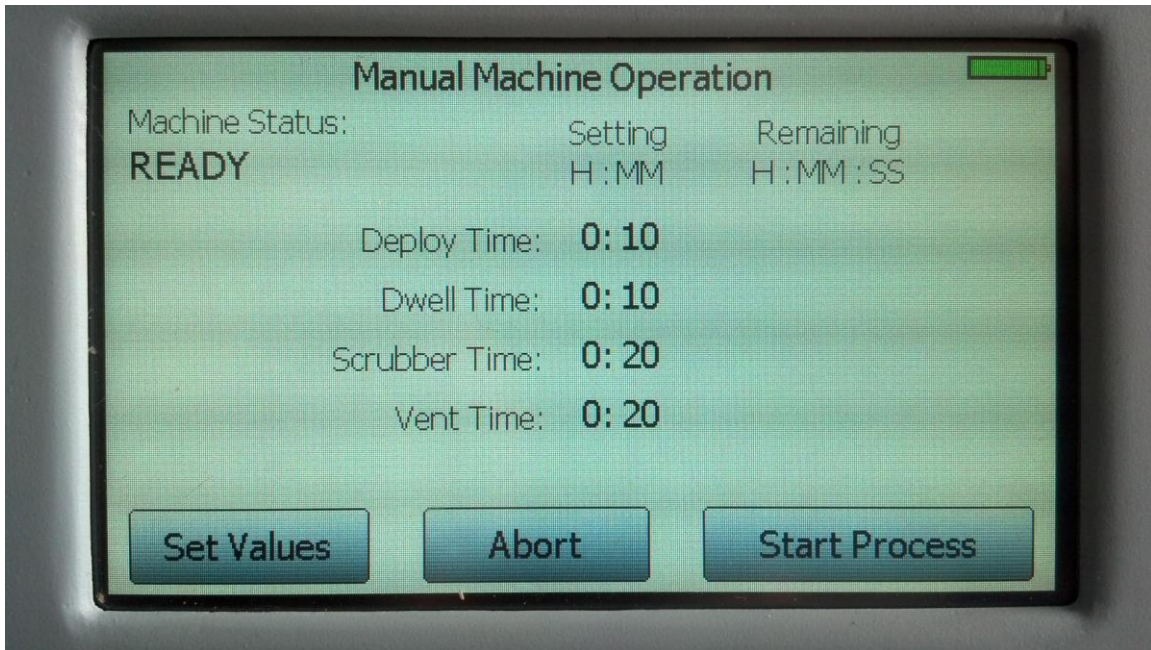 Manual Machine Operation
Machine Status:
READY
Setting Remaining
H : MM H : MM : SS
Deploy Time: 0: 10
Dwell Time: 0: 10
Scrubber Time: 0: 20
Vent Time: 0: 20
Set Values Abort Start Process